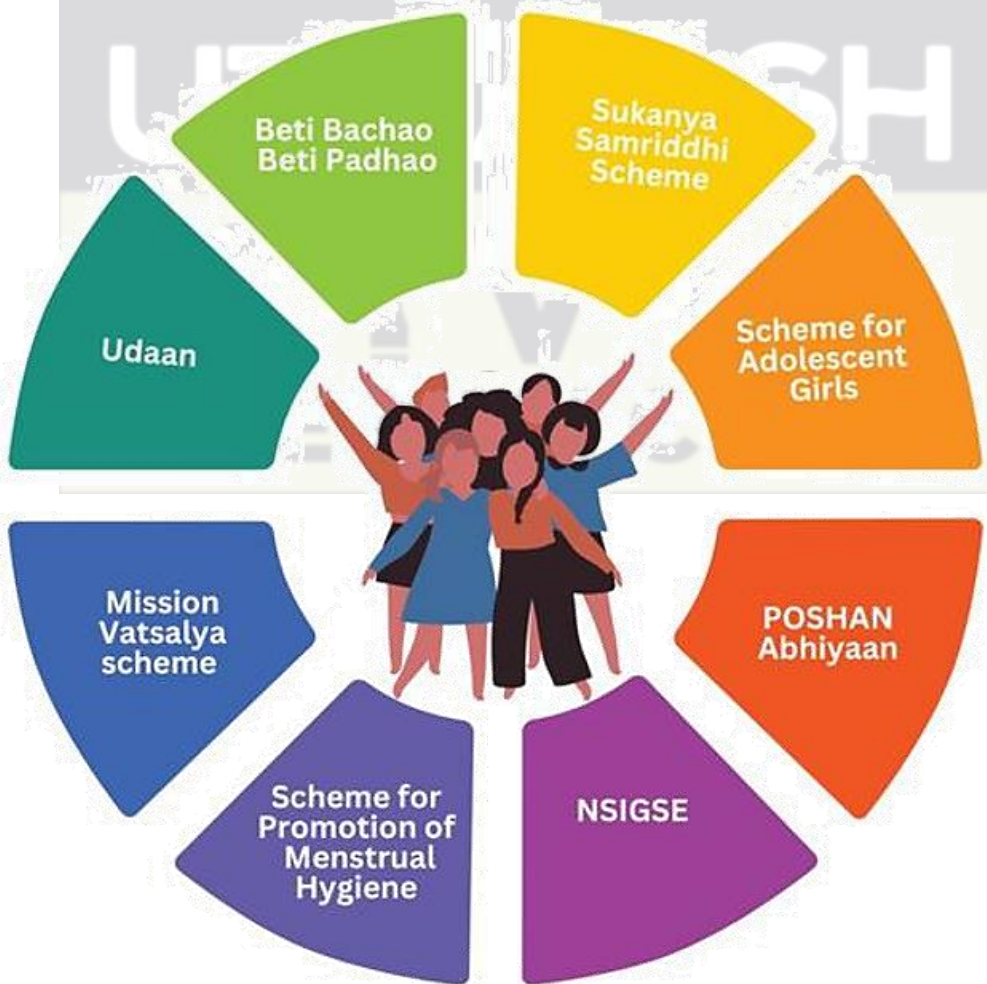 Beti Bachao
Beti Padhao
Sukanya
Samriddhi
Scheme
Scheme for
Adolescent
Girls
POSHAN
Abhiyaan
NSIGSE
Scheme for
Promotion of
Menstrual
Hygiene
Mission
Vatsalya
scheme
Udaan